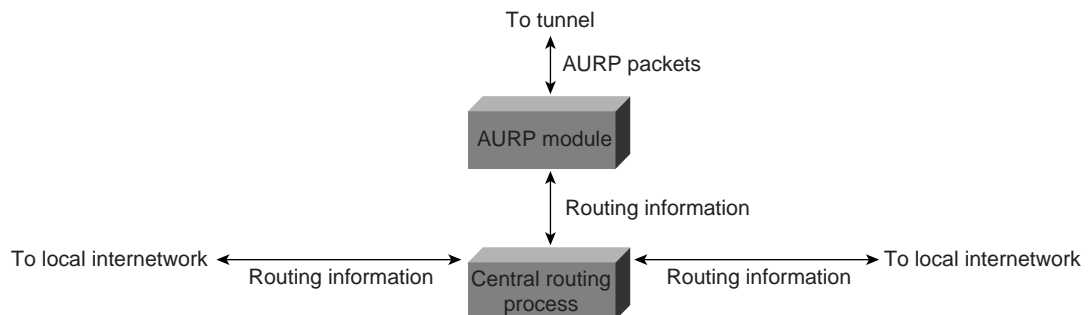 To tunnel
AURP packets
AURP module
Routing information
To local internetwork
Routing information
Central routing
process
Routing information
To local internetwork